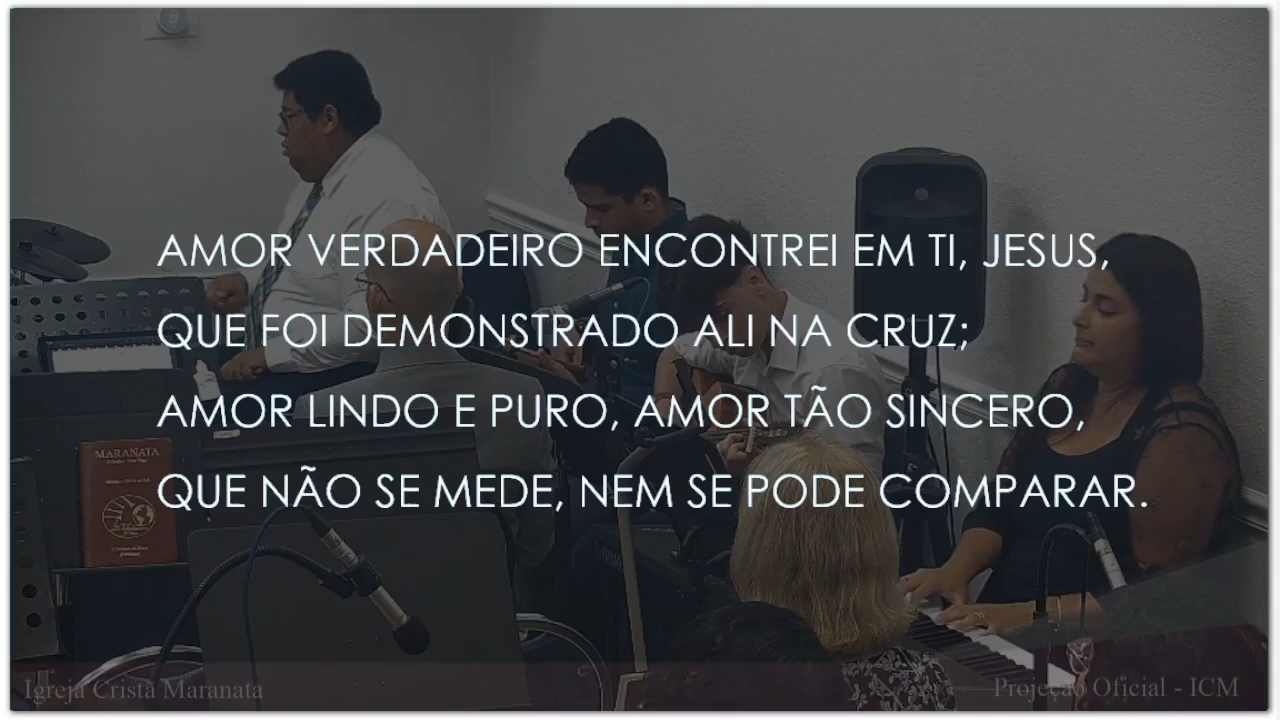 AMOR VERDADEIRO ENCONTREI EM TI, JESUS,
QUE FOI DEMONSTRADO ALI NA CRUZ;
AMOR LINDO E PURO, AMOR TÃO SINCERO,
QUE NÃO SE MEDE, NEM SE PODE COMPARAR.
MARANATA
Igreja Cristã Maranata
Projeção Oficial - ICM